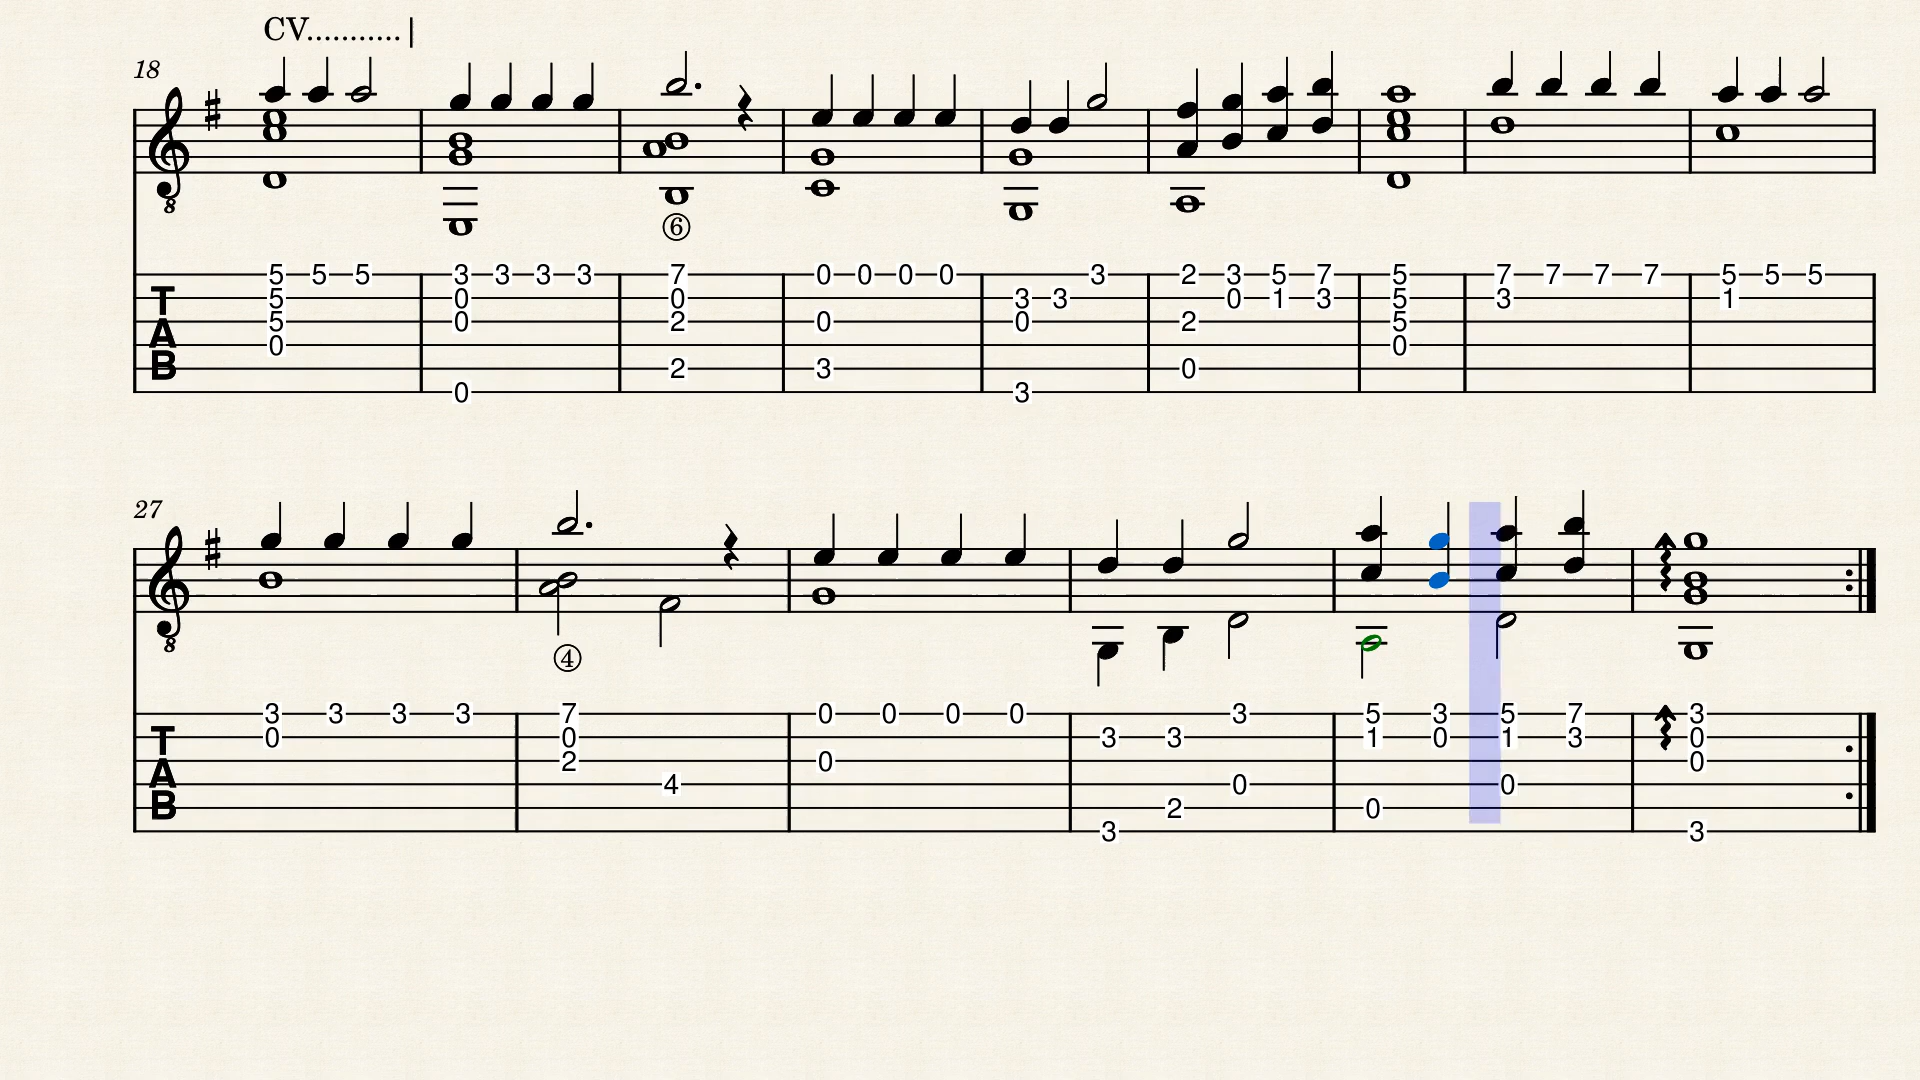 CV...........|
18
8
⑥
5 5 5 3 3 3 3 7 0 0 0 0 3 2 3 5 7 5 7 7 7 7 5 5 5
T 5 0 0 3 3 0 1 3 5 3 1
A 5 0 2 0 0 2 5
0 0
B 2 3 0
0 3
27
8
④
3 3 3 3 7 0 0 0 0 3 5 3 5 7 3
T 0 0 3 3 1 0 1 3 0
A 2 0 0
4 0 0
B 2 0
3 3